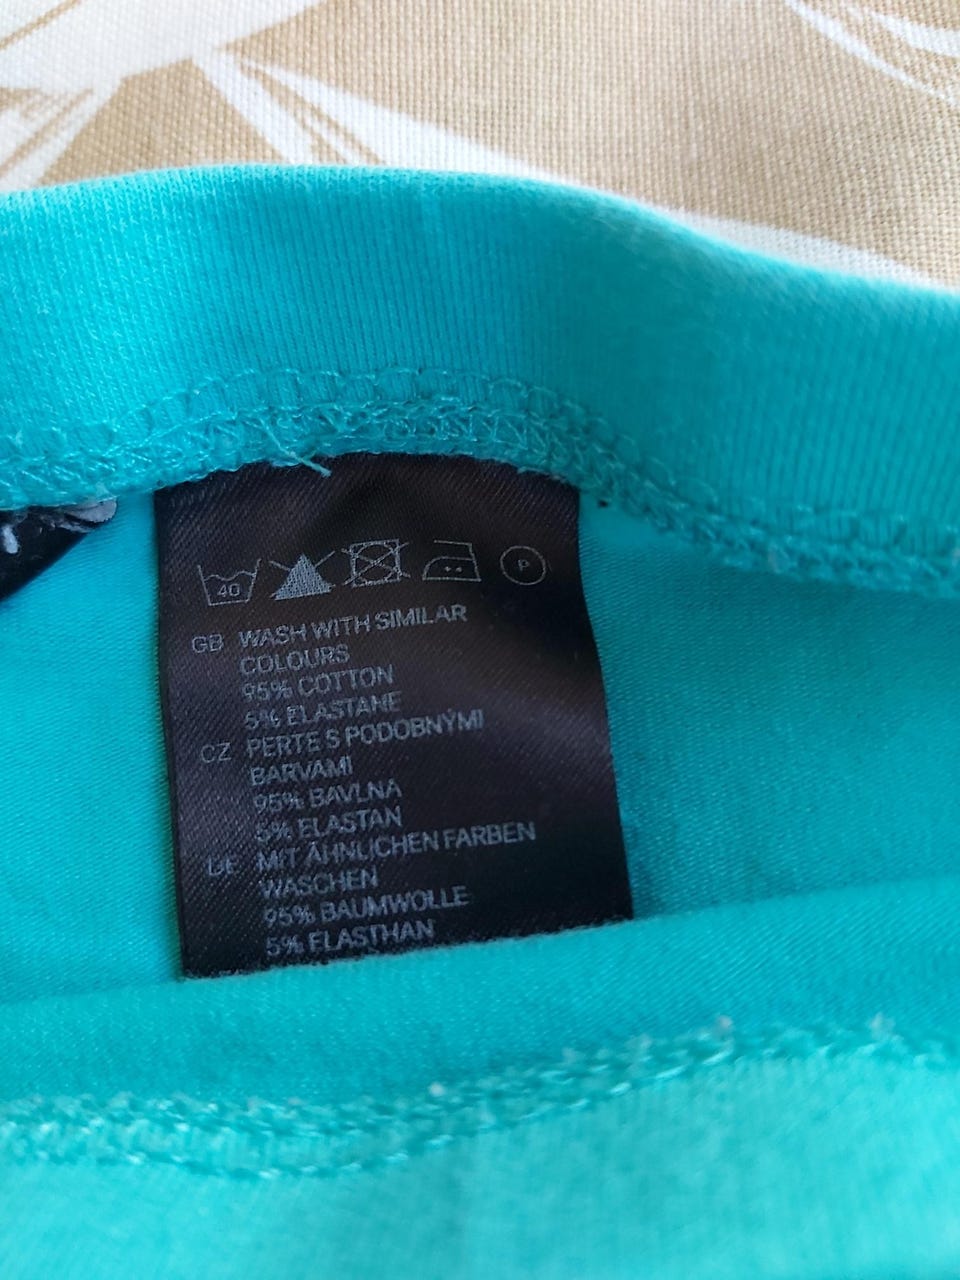 40 P
GB WASH WITH SIMILAR
COLOURS
95% COTTON
5% ELASTANE
CZ PERTE S PODOBNÝMI
BARVAMI
95% BAVLNA
5% ELASTAN
DE MIT ÄHNLICHEN FARBEN
WASCHEN
95% BAUMWOLLE
5% ELASTHAN